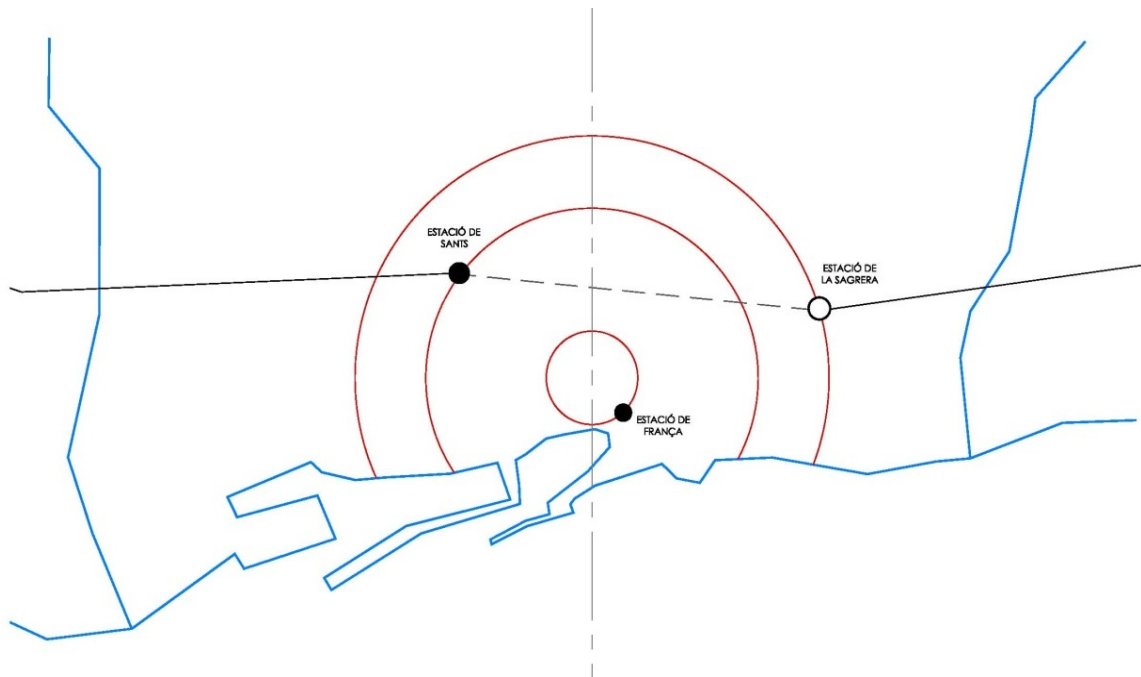 ESTACIÓ DE
SANTS
ESTACIÓ DE
LA SAGRERA
ESTACIÓ DE
FRANÇA